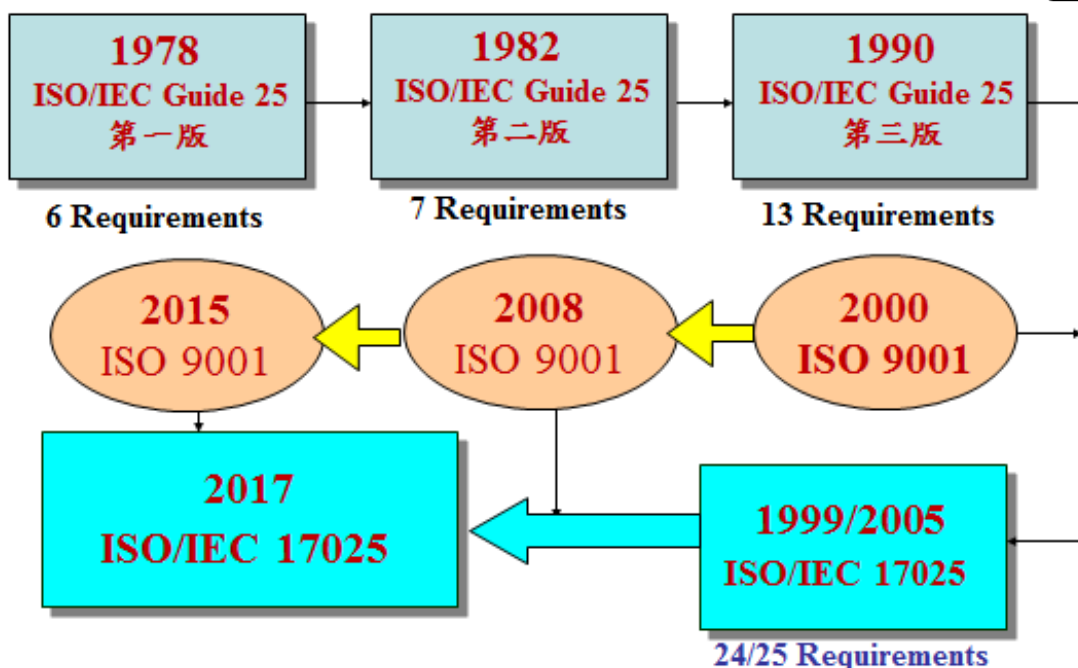 1978
ISO/IEC Guide 25
第一版
6 Requirements
1982
ISO/IEC Guide 25
第二版
7 Requirements
1990
ISO/IEC Guide 25
第三版
13 Requirements
2015
ISO 9001
2008
ISO 9001
2000
ISO 9001
2017
ISO/IEC 17025
1999/2005
ISO/IEC 17025
24/25 Requirements